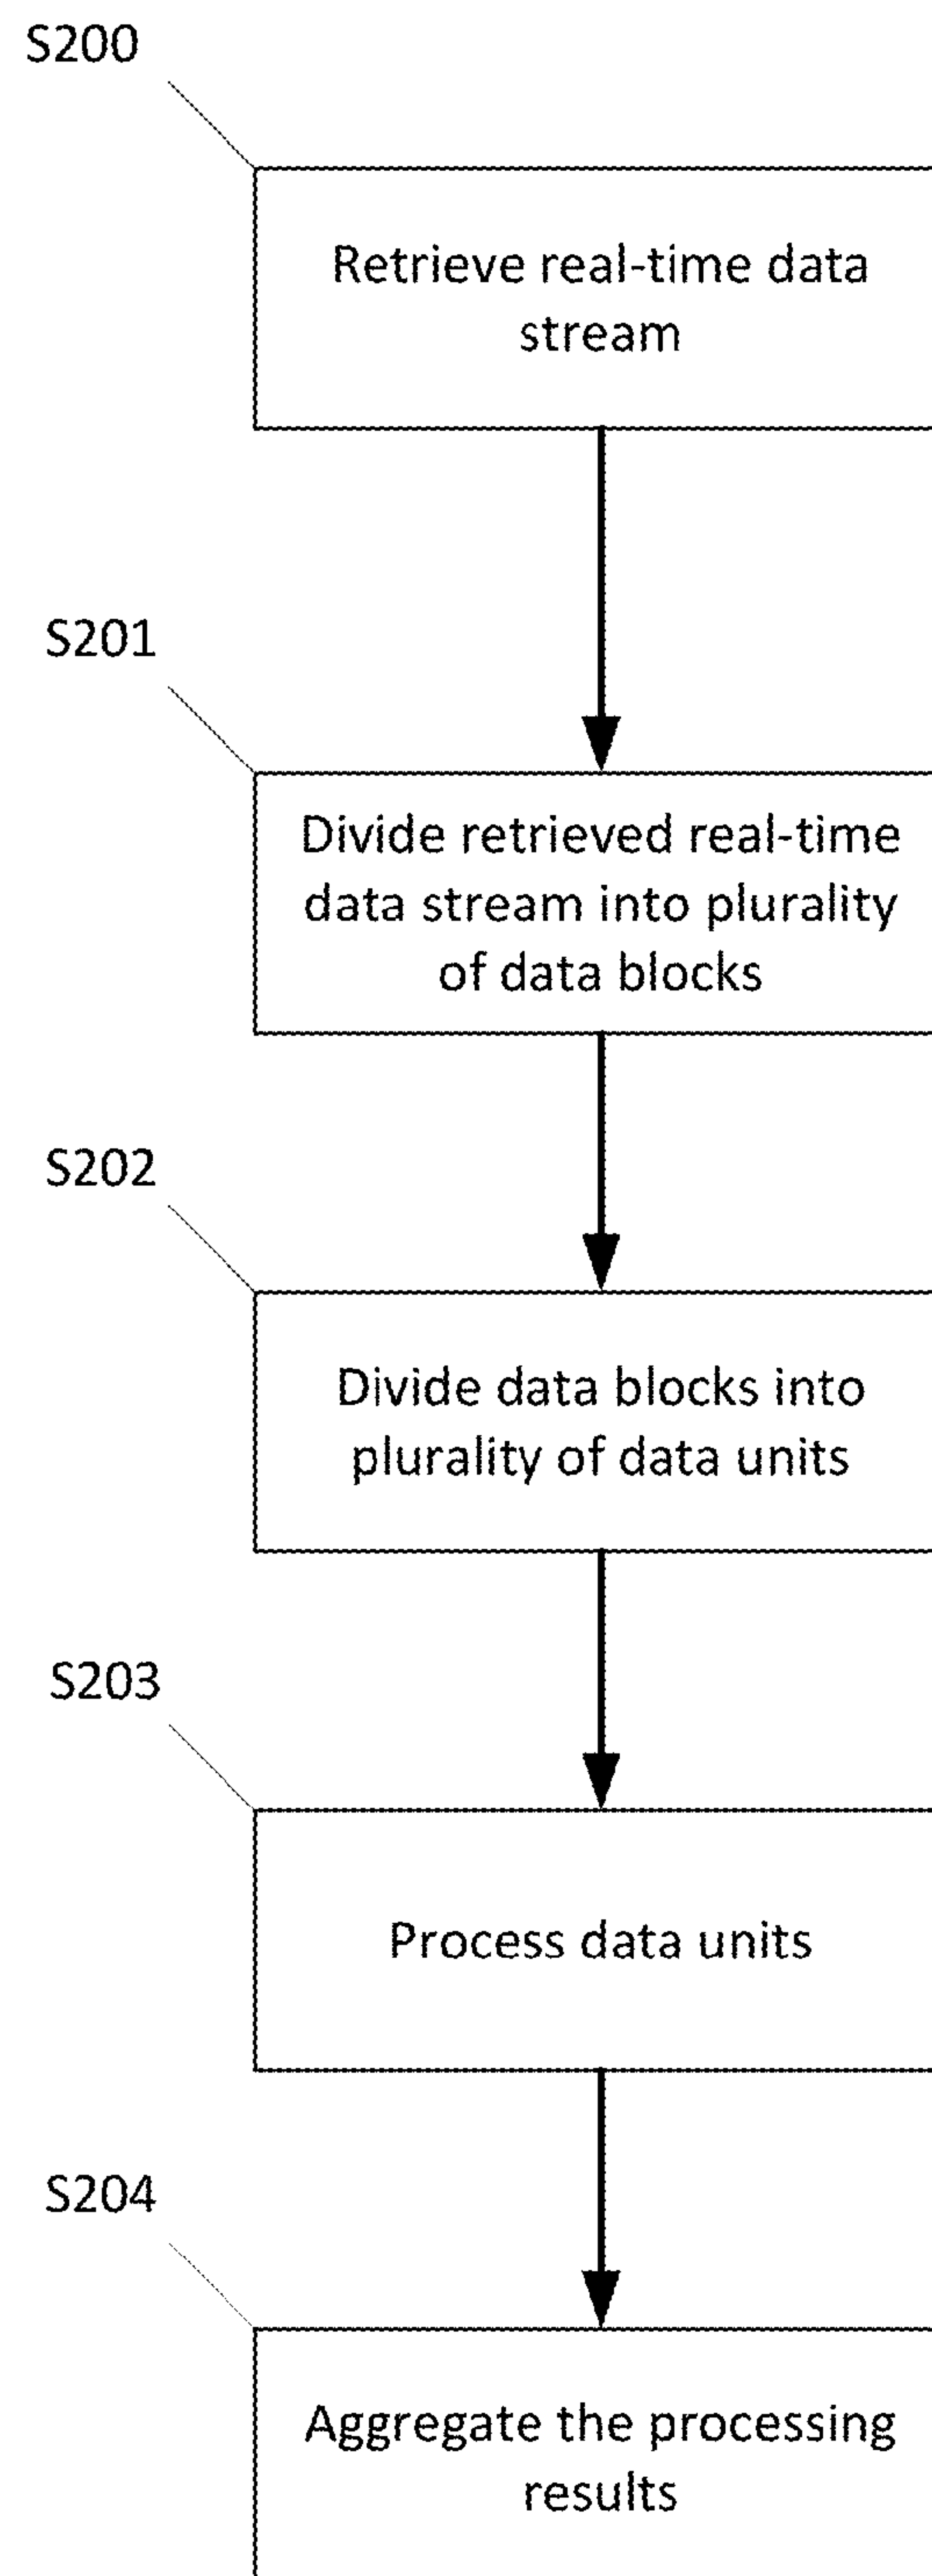 S200
Retrieve real-time data
stream
S201
Divide retrieved real-time
data stream into plurality
of data blocks
S202
Divide data blocks into
plurality of data units
S203
Process data units
S204
Aggregate the processing
results